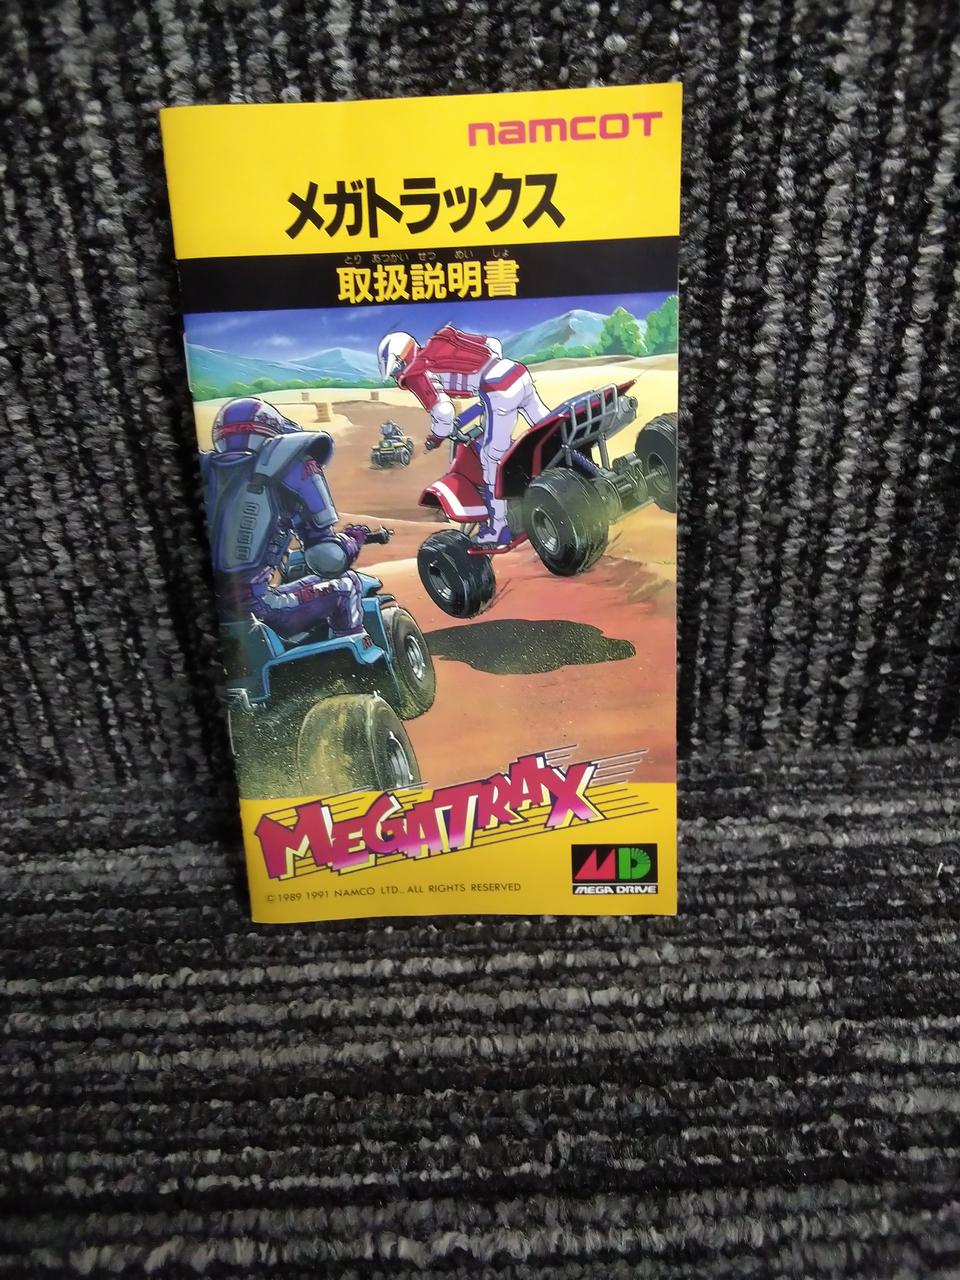 namcoT
メガトラックス
とり あつかい せつ めい しょ
取扱説明書
MEGATRAX
MD
MEGA DRIVE
©1989 1991 NAMCO LTD., ALL RIGHTS RESERVED